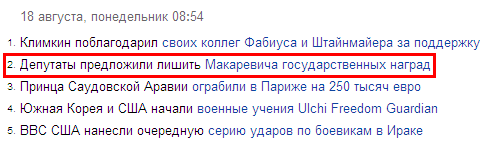 18 августа, понедельник 08:54
1. Климкин поблагодарил своих коллег Фабиуса и Штайнмайера за поддержку
2. Депутаты предложили лишить Макаревича государственных наград
3. Принца Саудовской Аравии ограбили в Париже на 250 тысяч евро
4. Южная Корея и США начали военные учения Ulchi Freedom Guardian
5. ВВС США нанесли очередную серию ударов по боевикам в Ираке